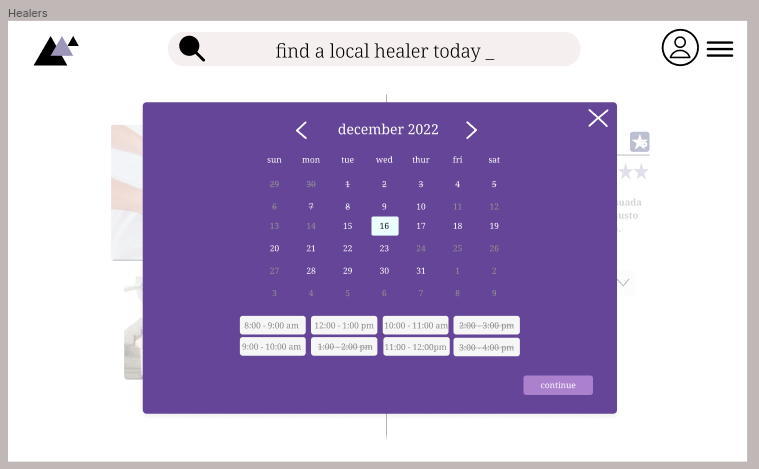 Healers
find a local healer today _
december 2022
sun mon tue wed thur fri sat
29 30 1 2 3 4 5
6 7 8 9 10 11 12
13 14 15 16 17 18 19
20 21 22 23 24 25 26
27 28 29 30 31 1 2
3 4 5 6 7 8 9
8:00 - 9:00 am 12:00 - 1:00 pm 10:00 - 11:00 am 2:00 - 3:00 pm
9:00 - 10:00 am 1:00 - 2:00 pm 11:00 - 12:00pm 3:00 - 4:00 pm
continue